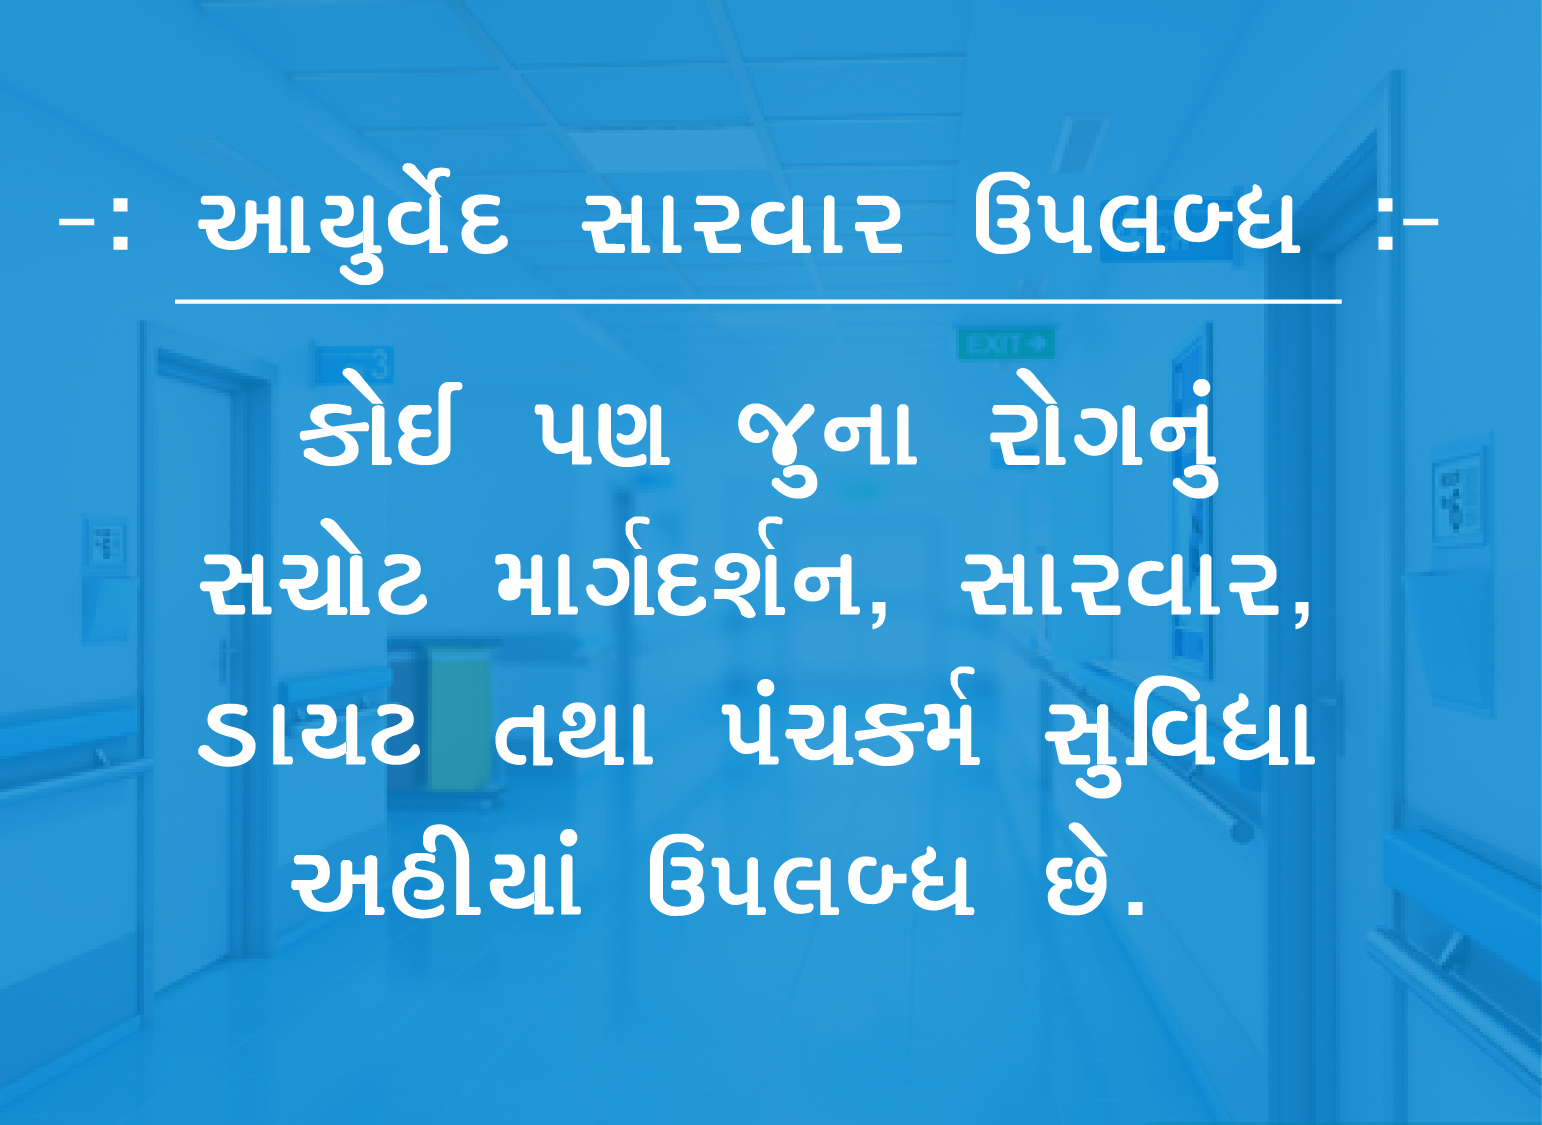 -: આયુર્વેદ સારવાર ઉપલબ્ધ :-
EXIT →
3
કોઈ પણ જુના રોગનું
સચોટ માર્ગદર્શન, સારવાર,
ડાયટ તથા પંચકર્મ સુવિધા
અહીયાં ઉપલબ્ધ છે.